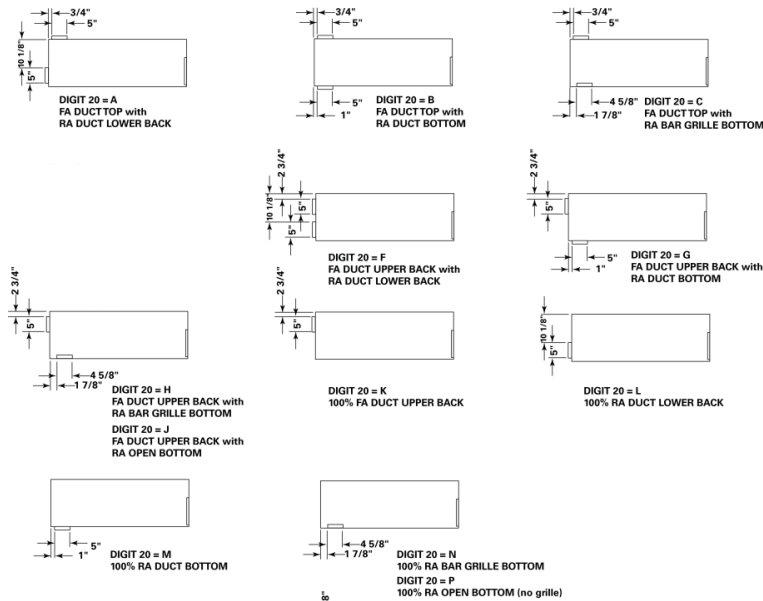 3/4"
5"
10 1/8"
5"
DIGIT 20 = A
FA DUCT TOP with
RA DUCT LOWER BACK
3/4"
5"
5"
1"
DIGIT 20 = B
FA DUCT TOP with
RA DUCT BOTTOM
3/4"
5"
4 5/8"
1 7/8"
DIGIT 20 = C
FA DUCT TOP with
RA BAR GRILLE BOTTOM
2 3/4"
10 1/8"
5"
5"
DIGIT 20 = F
FA DUCT UPPER BACK with
RA DUCT LOWER BACK
2 3/4"
5"
5"
1"
DIGIT 20 = G
FA DUCT UPPER BACK with
RA DUCT BOTTOM
2 3/4"
5"
4 5/8"
1 7/8"
DIGIT 20 = H
FA DUCT UPPER BACK with
RA BAR GRILLE BOTTOM
DIGIT 20 = J
FA DUCT UPPER BACK with
RA OPEN BOTTOM
2 3/4"
5"
DIGIT 20 = K
100% FA DUCT UPPER BACK
10 1/8"
5"
DIGIT 20 = L
100% RA DUCT LOWER BACK
5"
1"
DIGIT 20 = M
100% RA DUCT BOTTOM
4 5/8"
1 7/8"
DIGIT 20 = N
100% RA BAR GRILLE BOTTOM
DIGIT 20 = P
100% RA OPEN BOTTOM (no grille)
8"